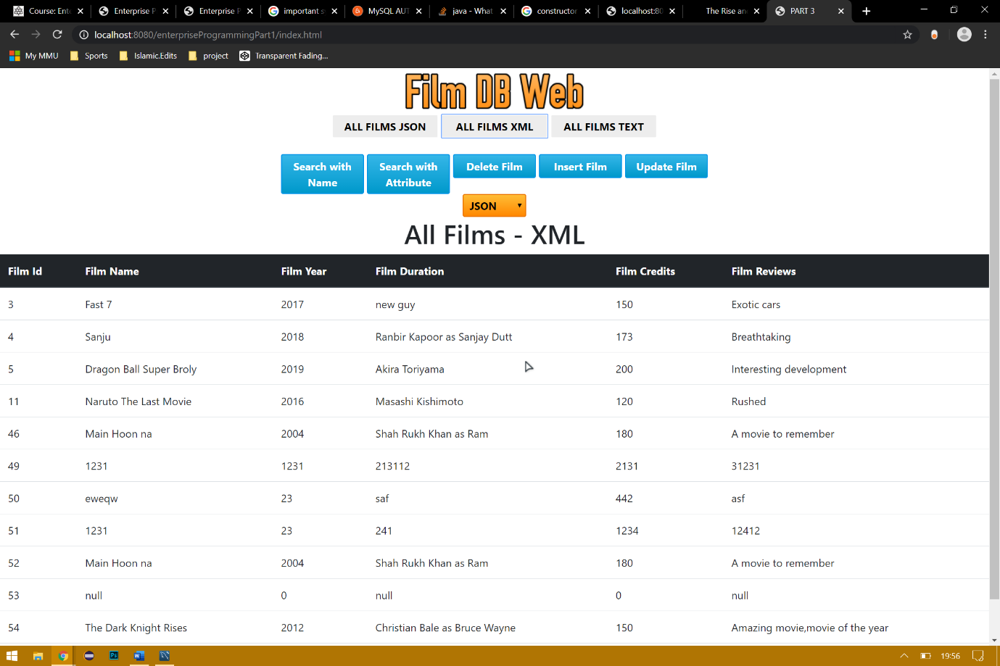 Course: Ente
Enterprise P
Enterprise P
important s
MySQL AUT
java - What
constructor
localhost:80
The Rise an
PART 3
localhost:8080/enterpriseProgrammingPart1/index.html
My MMU
Sports
Islamic.Edits
project
Transparent Fading...
Film DB Web
ALL FILMS JSON ALL FILMS XML ALL FILMS TEXT
Search with Name
Search with Attribute
Delete Film
Insert Film
Update Film
JSON
All Films - XML
Film Id Film Name Film Year Film Duration Film Credits Film Reviews
3 Fast 7 2017 new guy 150 Exotic cars
4 Sanju 2018 Ranbir Kapoor as Sanjay Dutt 173 Breathtaking
5 Dragon Ball Super Broly 2019 Akira Toriyama 200 Interesting development
11 Naruto The Last Movie 2016 Masashi Kishimoto 120 Rushed
46 Main Hoon na 2004 Shah Rukh Khan as Ram 180 A movie to remember
49 1231 1231 213112 2131 31231
50 eweqw 23 saf 442 asf
51 1231 23 241 1234 12412
52 Main Hoon na 2004 Shah Rukh Khan as Ram 180 A movie to remember
53 null 0 null 0 null
54 The Dark Knight Rises 2012 Christian Bale as Bruce Wayne 150 Amazing movie,movie of the year
19:56